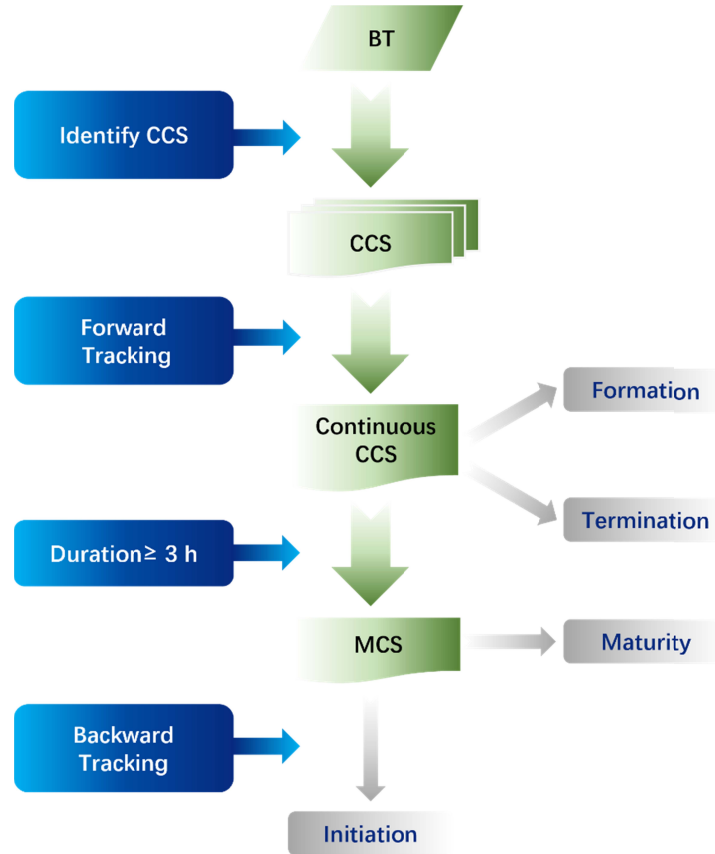 BT
Identify CCS
CCS
Forward
Tracking
Formation
Continuous
CCS
Termination
Duration≥ 3 h
MCS
Maturity
Backward
Tracking
Initiation